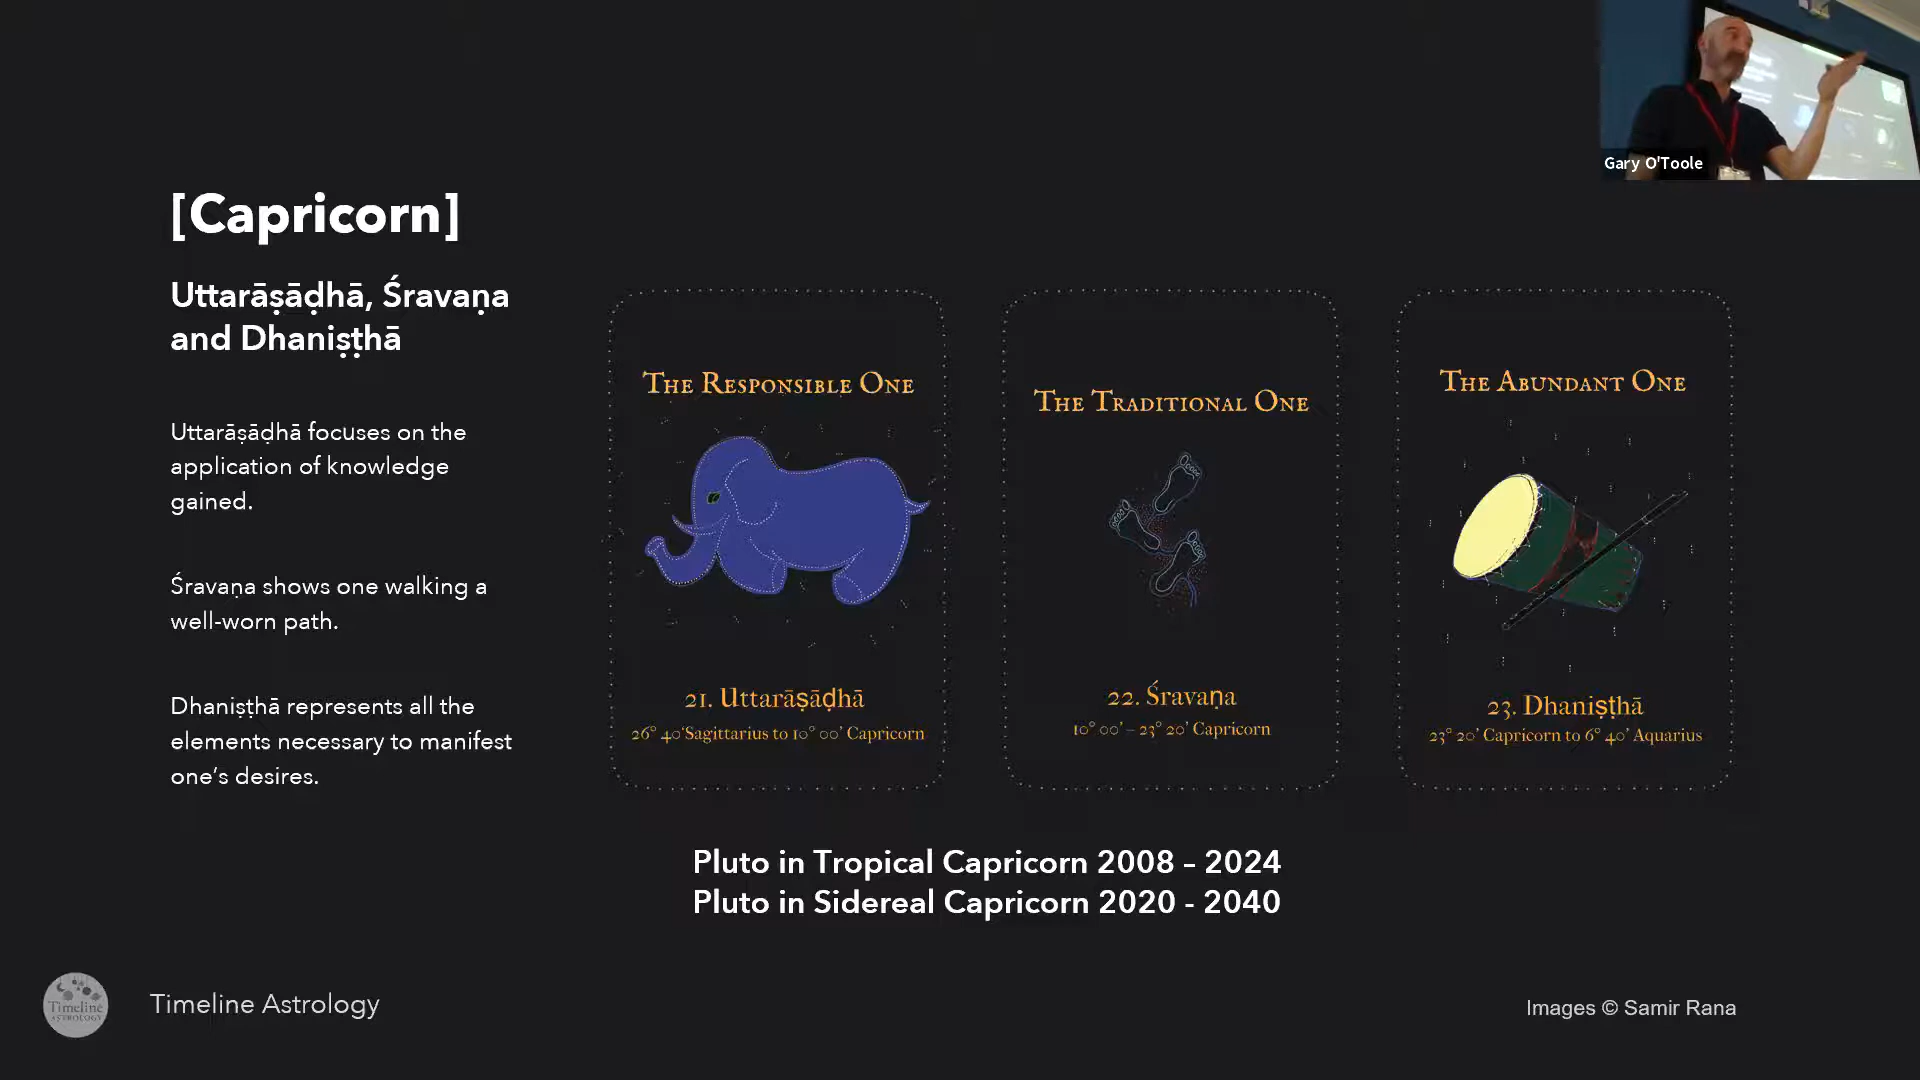 Gary O'Toole
[Capricorn]
Uttarāṣāḍhā, Śravaṇa
and Dhaniṣṭhā
Uttarāṣāḍhā focuses on the
application of knowledge
gained.
Śravaṇa shows one walking a
well-worn path.
Dhaniṣṭhā represents all the
elements necessary to manifest
one’s desires.
The Responsible One
21. Uttarāṣāḍhā
26° 40‘Sagittarius to 10° 00’ Capricorn
The Traditional One
22. Śravaṇa
10° 00’ – 23° 20’ Capricorn
The Abundant One
23. Dhaniṣṭhā
23° 20’ Capricorn to 6° 40’ Aquarius
Pluto in Tropical Capricorn 2008 – 2024
Pluto in Sidereal Capricorn 2020 - 2040
Timeline
ASTROLOGY
Timeline Astrology
Images © Samir Rana